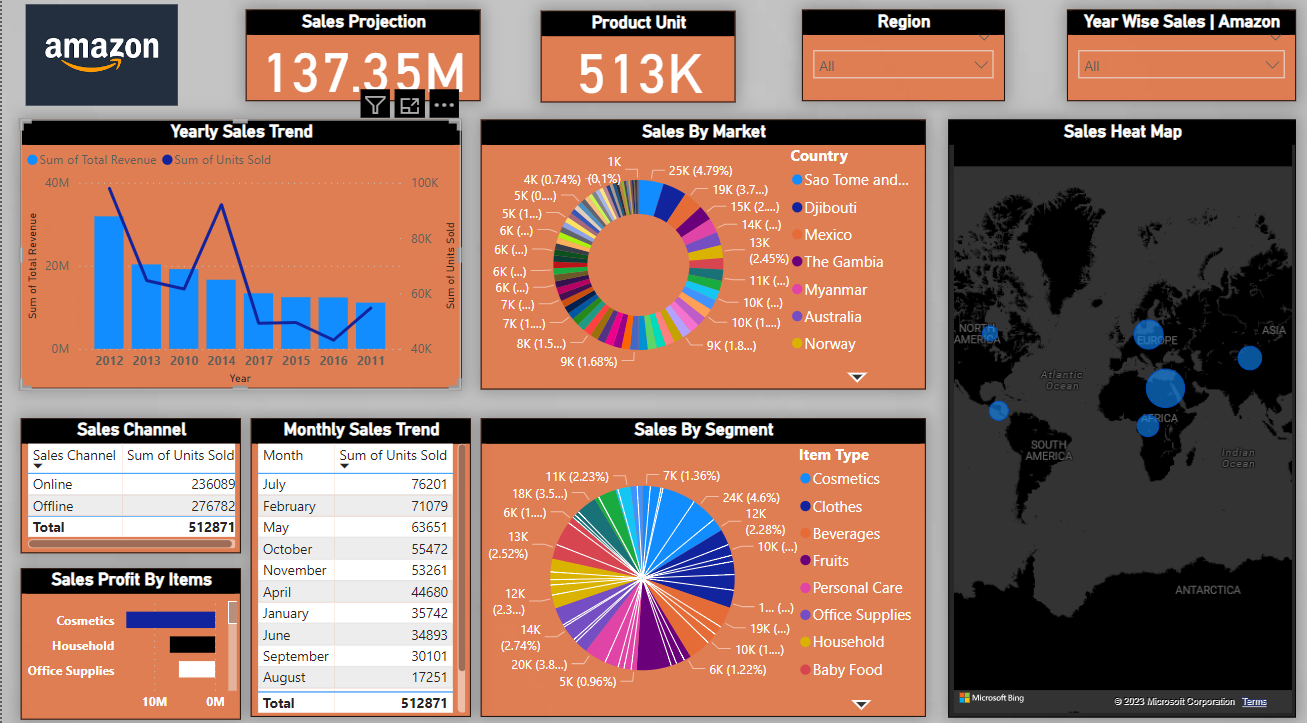 amazon
Sales Projection
137.35M
Product Unit
513K
Region
All
Year Wise Sales | Amazon
All
Yearly Sales Trend
Sum of Total Revenue Sum of Units Sold
40M
20M
0M
Sum of Total Revenue
100K
80K
60K
40K
Sum of Units Sold
2012 2013 2010 2014 2017 2015 2016 2011
Year
Sales By Market
1K
(0.1%)
25K (4.79%)
19K (3.7...)
15K (2....)
14K (...)
13K
(2.45%)
11K (...)
10K (...)
10K (1....)
9K (1.8...)
9K (1.68%)
8K (1.5...)
7K (1....)
7K (...)
6K (...)
6K (...)
6K (...)
6K (...)
5K (1...)
5K (0....)
4K (0.74%)
Country
Sao Tome and...
Djibouti
Mexico
The Gambia
Myanmar
Australia
Norway
Sales Heat Map
NORTH
AMERICA
EUROPE
ASIA
Atlantic
Ocean
AFRICA
SOUTH
AMERICA
Indian
Ocean
ANTARCTICA
Microsoft Bing
© 2023 Microsoft Corporation Terms
Sales Channel
Sales Channel Sum of Units Sold
Online 236089
Offline 276782
Total 512871
Sales Profit By Items
Cosmetics
Household
Office Supplies
10M 0M
Monthly Sales Trend
Month Sum of Units Sold
July 76201
February 71079
May 63651
October 55472
November 53261
April 44680
January 35742
June 34893
September 30101
August 17251
Total 512871
Sales By Segment
7K (1.36%)
24K (4.6%)
12K
(2.28%)
10K (...)
1... (...)
19K (...)
10K (1....)
6K (1.22%)
5K (0.96%)
20K (3.8...)
14K
(2.74%)
12K
(2.3...)
13K
(2.52%)
6K (1....)
18K (3.5...)
11K (2.23%)
Item Type
Cosmetics
Clothes
Beverages
Fruits
Personal Care
Office Supplies
Household
Baby Food